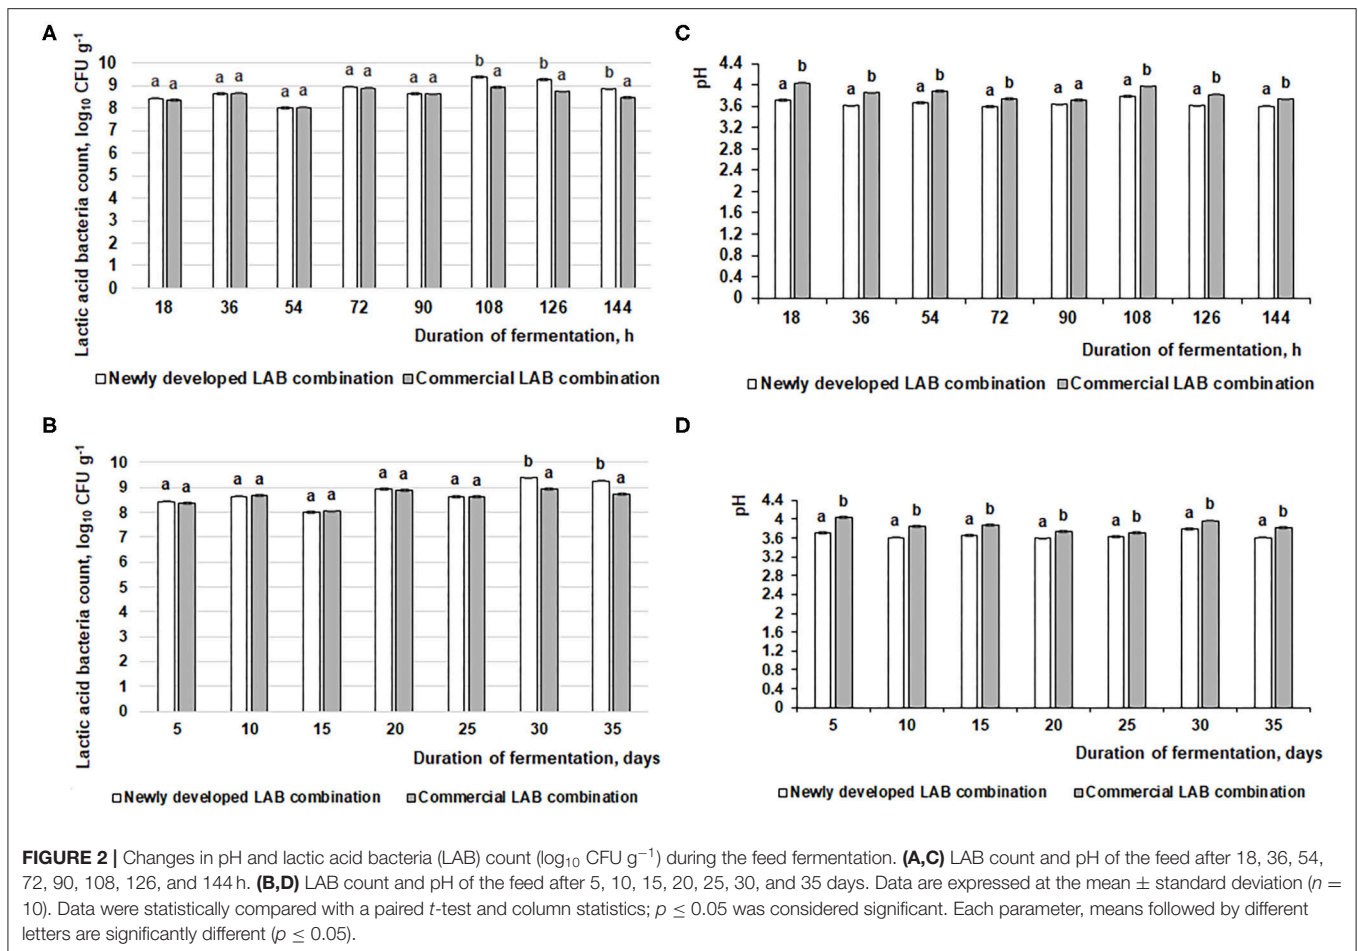 A
Lactic acid bacteria count, log10 CFU g-1
10
9
8
7
6
5
4
3
2
1
0
a a a a a a a a a a b a b a b a
18 36 54 72 90 108 126 144
Duration of fermentation, h
Newly developed LAB combination Commercial LAB combination
C
pH
4.4
4
3.6
3.2
2.8
2.4
2
1.6
1.2
0.8
0.4
0
a b a b a b a b a a a b a b a b
18 36 54 72 90 108 126 144
Duration of fermentation, h
Newly developed LAB combination Commercial LAB combination
B
Lactic acid bacteria count, log10 CFU g-1
10
9
8
7
6
5
4
3
2
1
0
a a a a a a a a a a b a b a
5 10 15 20 25 30 35
Duration of fermentation, days
Newly developed LAB combination Commercial LAB combination
D
pH
4.4
4
3.6
3.2
2.8
2.4
2
1.6
1.2
0.8
0.4
0
a b a b a b a b a b a b a b
5 10 15 20 25 30 35
Duration of fermentation, days
Newly developed LAB combination Commercial LAB combination
FIGURE 2 | Changes in pH and lactic acid bacteria (LAB) count (log10 CFU g−1) during the feed fermentation. (A,C) LAB count and pH of the feed after 18, 36, 54,
72, 90, 108, 126, and 144 h. (B,D) LAB count and pH of the feed after 5, 10, 15, 20, 25, 30, and 35 days. Data are expressed at the mean ± standard deviation (n =
10). Data were statistically compared with a paired t-test and column statistics; p ≤ 0.05 was considered significant. Each parameter, means followed by different
letters are significantly different (p ≤ 0.05).